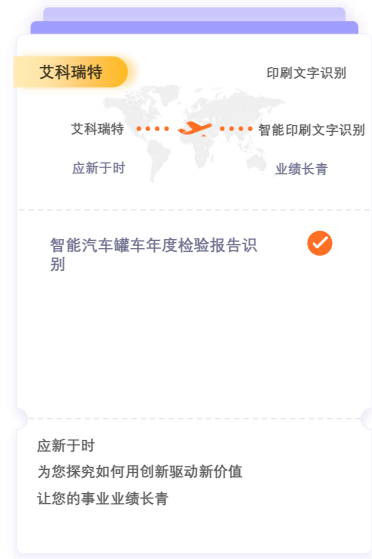 艾科瑞特
印刷文字识别
艾科瑞特
智能印刷文字识别
应新于时
业绩长青
智能汽车罐车年度检验报告识
别
应新于时
为您探究如何用创新驱动新价值
让您的事业业绩长青